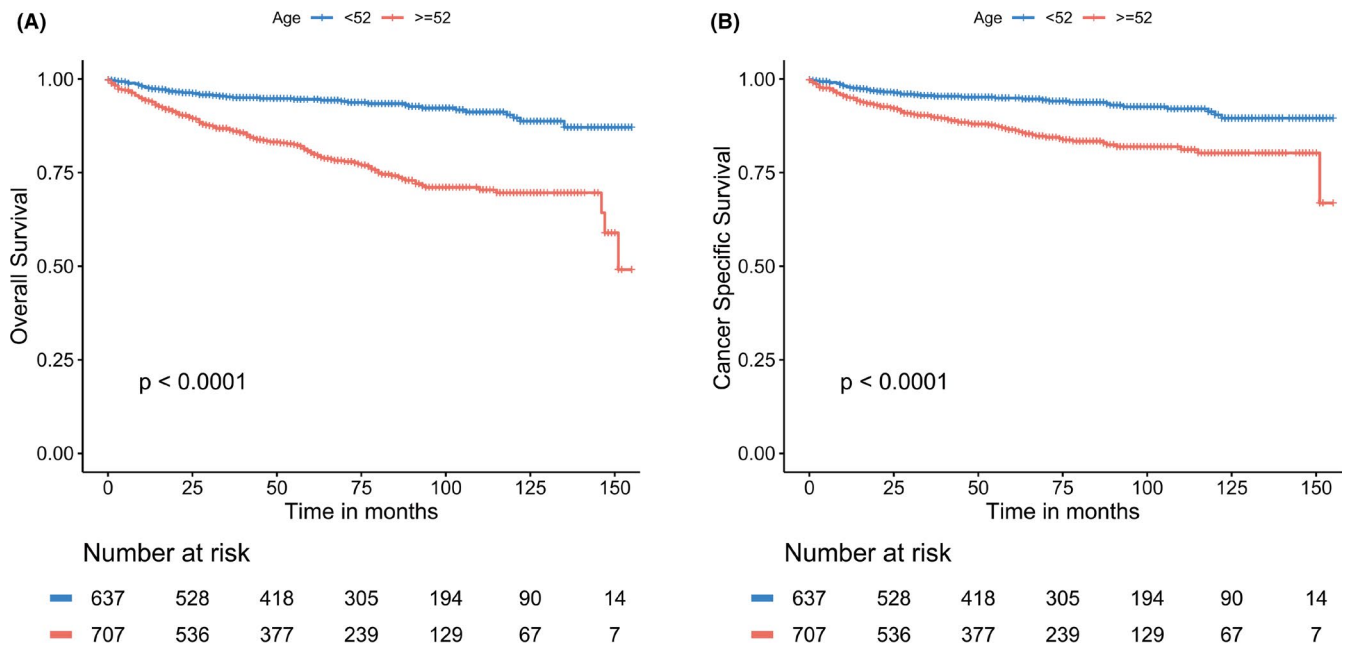 (A)
Age <52 >=52
1.00
0.75
0.50
0.25
0.00
Overall Survival
p < 0.0001
0 25 50 75 100 125 150
Time in months
Number at risk
637 528 418 305 194 90 14
707 536 377 239 129 67 7
(B)
Age <52 >=52
1.00
0.75
0.50
0.25
0.00
Cancer Specific Survival
p < 0.0001
0 25 50 75 100 125 150
Time in months
Number at risk
637 528 418 305 194 90 14
707 536 377 239 129 67 7